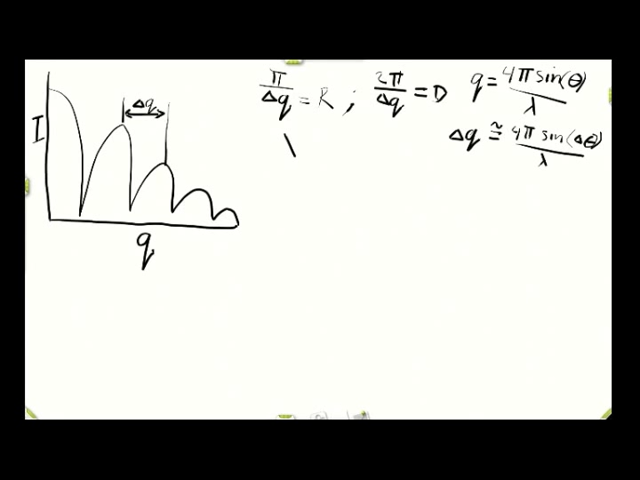 π/Δq = R ; 2π/Δq = D q = 4π sin(θ)/λ
Δq ≅ 4π sin(Δθ)/λ
Δq
I
q